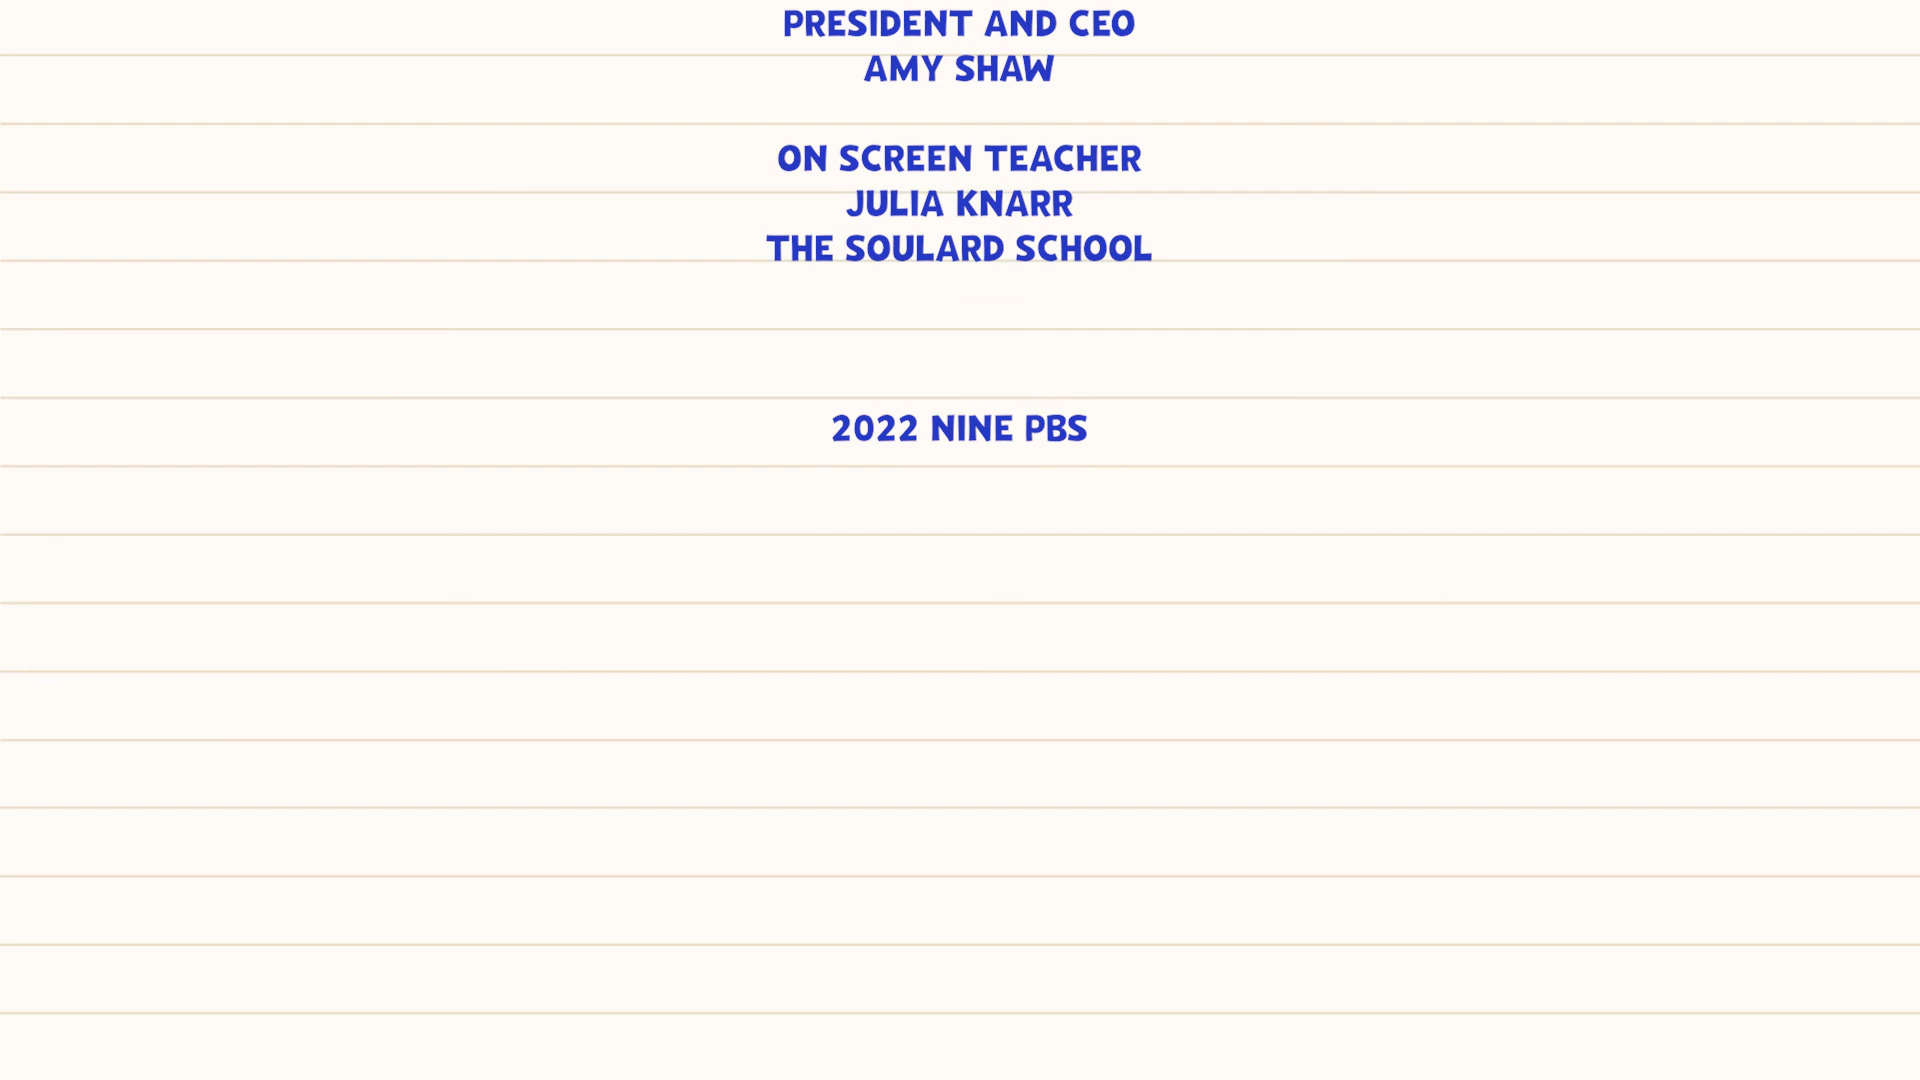 PRESIDENT AND CEO
AMY SHAW
ON SCREEN TEACHER
JULIA KNARR
THE SOULARD SCHOOL
2022 NINE PBS